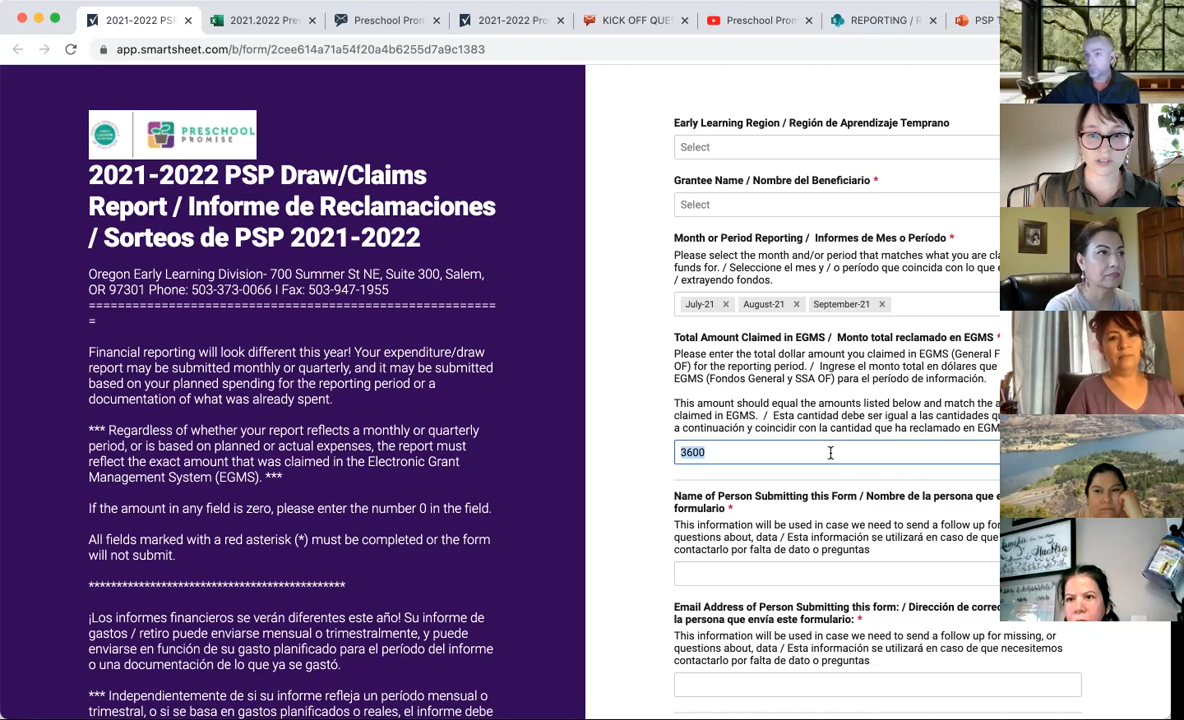 2021-2022 PSP
2021.2022 Pres
Preschool Prom
2021-2022 Pro
KICK OFF QUES
Preschool Prom
REPORTING / R
PSP T
app.smartsheet.com/b/form/2cee614a71a54f20a4b6255d7a9c1383
PRESCHOOL
PROMISE
2021-2022 PSP Draw/Claims
Report / Informe de Reclamaciones
/ Sorteos de PSP 2021-2022
Oregon Early Learning Division- 700 Summer St NE, Suite 300, Salem,
OR 97301 Phone: 503-373-0066 I Fax: 503-947-1955
====================================================
=
Financial reporting will look different this year! Your expenditure/draw
report may be submitted monthly or quarterly, and it may be submitted
based on your planned spending for the reporting period or a
documentation of what was already spent.
*** Regardless of whether your report reflects a monthly or quarterly
period, or is based on planned or actual expenses, the report must
reflect the exact amount that was claimed in the Electronic Grant
Management System (EGMS). ***
If the amount in any field is zero, please enter the number 0 in the field.
All fields marked with a red asterisk (*) must be completed or the form
will not submit.
**********************************************
¡Los informes financieros se verán diferentes este año! Su informe de
gastos / retiro puede enviarse mensual o trimestralmente, y puede
enviarse en función de su gasto planificado para el período del informe
o una documentación de lo que ya se gastó.
*** Independientemente de si su informe refleja un período mensual o
trimestral, o si se basa en gastos planificados o reales, el informe debe
Early Learning Region / Región de Aprendizaje Temprano
Select
Grantee Name / Nombre del Beneficiario *
Select
Month or Period Reporting / Informes de Mes o Período *
Please select the month and/or period that matches what you are cla
funds for. / Seleccione el mes y / o período que coincida con lo que e
/ extrayendo fondos.
July-21 × August-21 × September-21 ×
Total Amount Claimed in EGMS / Monto total reclamado en EGMS *
Please enter the total dollar amount you claimed in EGMS (General F
OF) for the reporting period. / Ingrese el monto total en dólares que
EGMS (Fondos General y SSA OF) para el período de información.
This amount should equal the amounts listed below and match the a
claimed in EGMS. / Esta cantidad debe ser igual a las cantidades qu
a continuación y coincidir con la cantidad que ha reclamado en EGM
3600
Name of Person Submitting this Form / Nombre de la persona que e
formulario *
This information will be used in case we need to send a follow up for
questions about, data / Esta información se utilizará en caso de que
contactarlo por falta de dato o preguntas
Email Address of Person Submitting this form: / Dirección de correo
la persona que envía este formulario: *
This information will be used in case we need to send a follow up for missing, or
questions about, data / Esta información se utilizará en caso de que necesitemos
contactarlo por falta de dato o preguntas